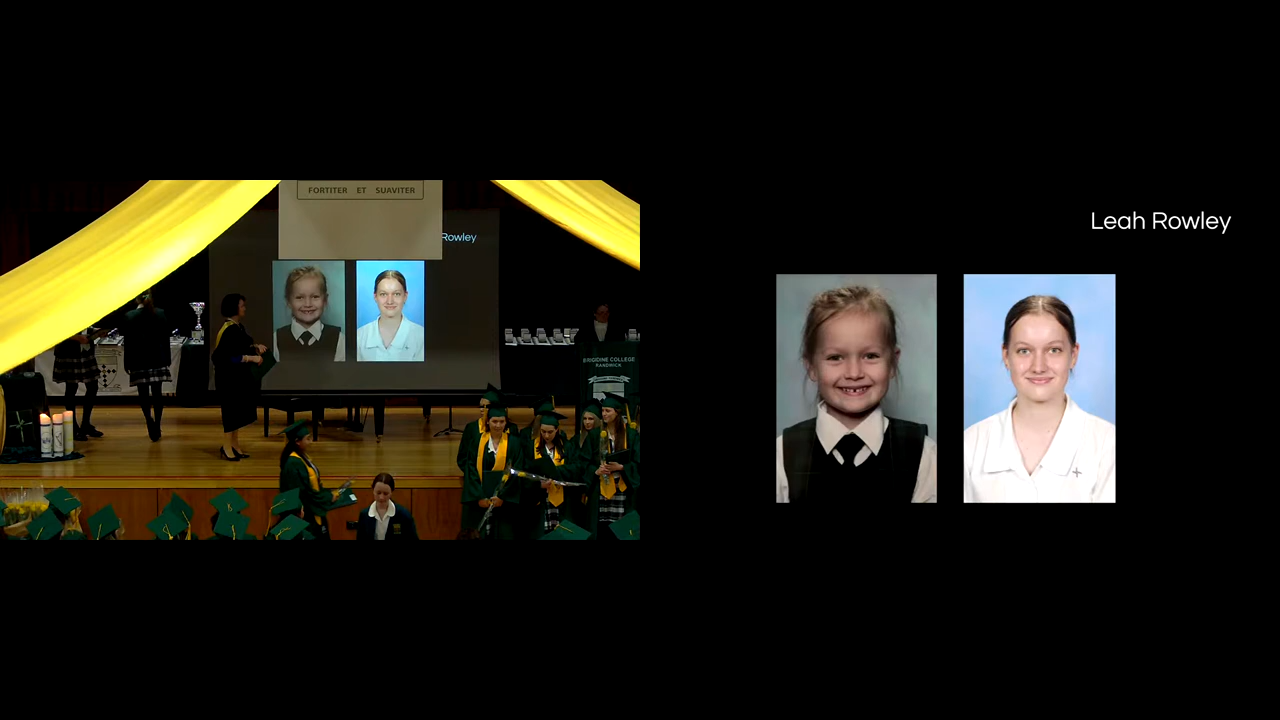 FORTITER ET SUAVITER
Rowley
BRIGIDINE COLLEGE
RANDWICK
Leah Rowley